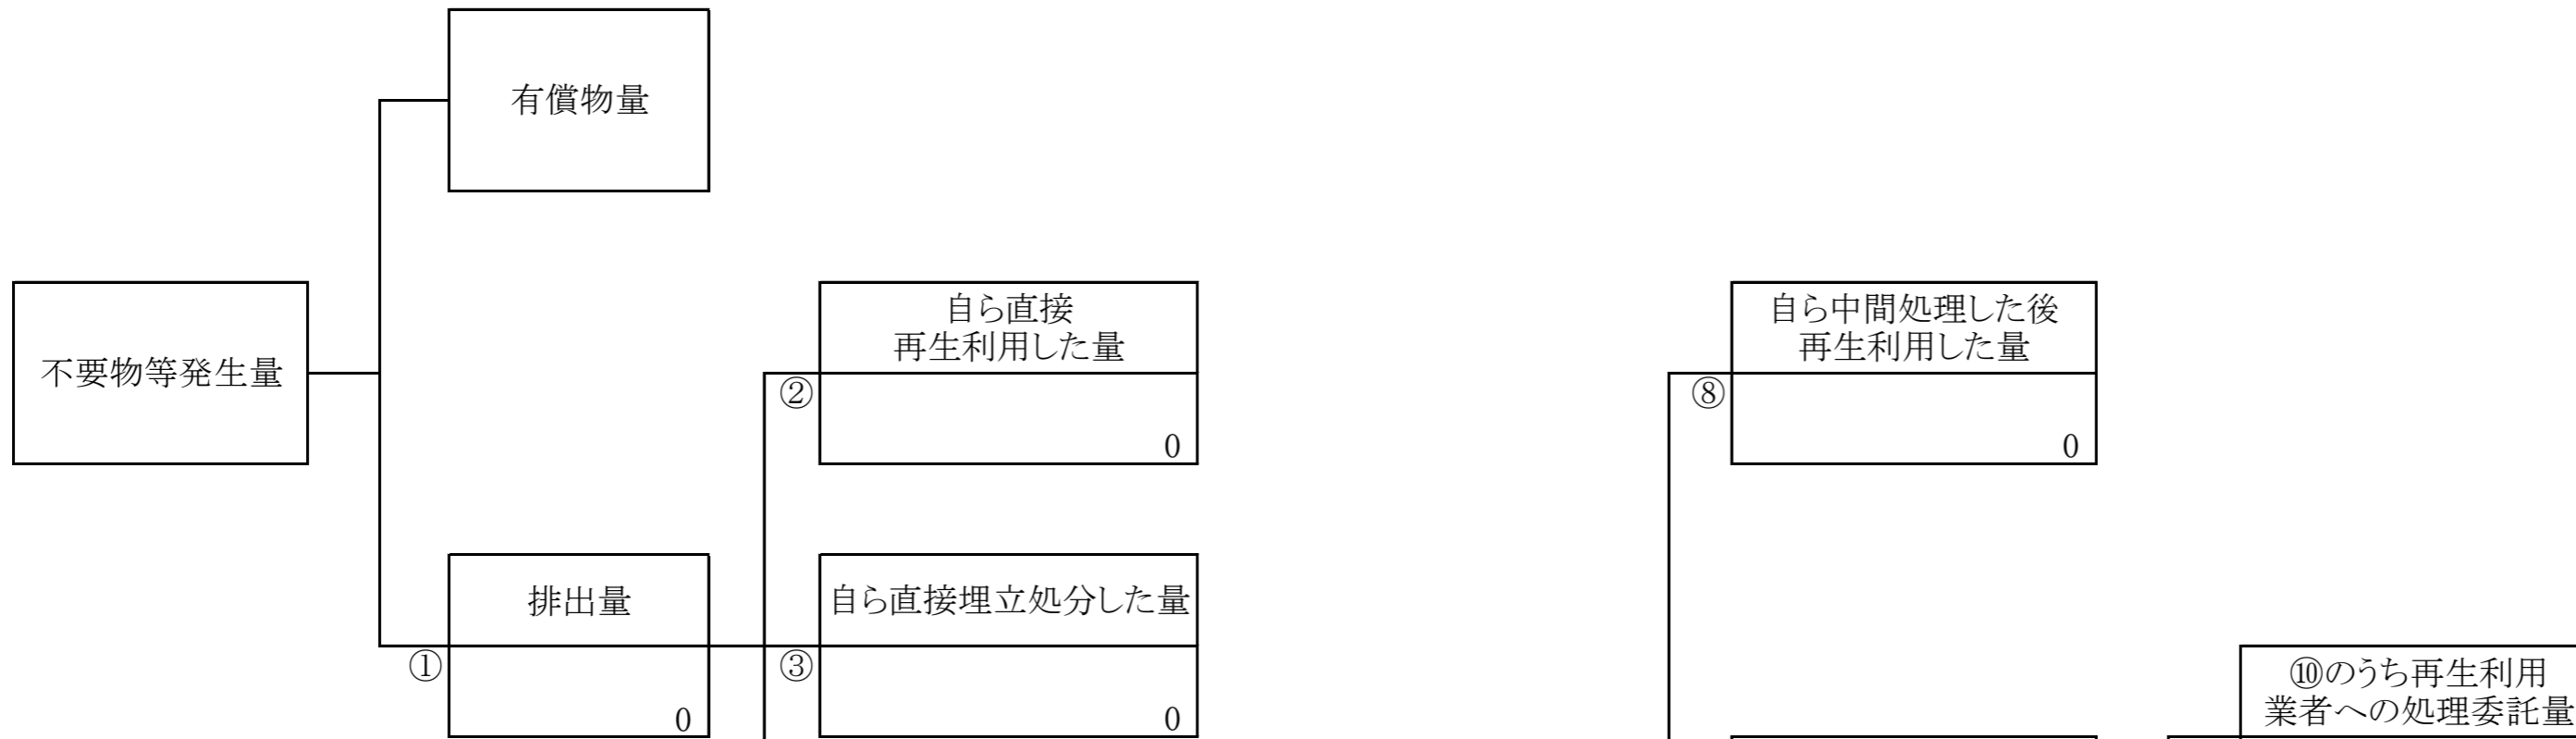 有償物量
不要物等発生量
自ら直接
再生利用した量
②
0
自ら中間処理した後
再生利用した量
⑧
0
排出量
①
0
自ら直接埋立処分した量
③
0
⑩のうち再生利用
業者への処理委託量